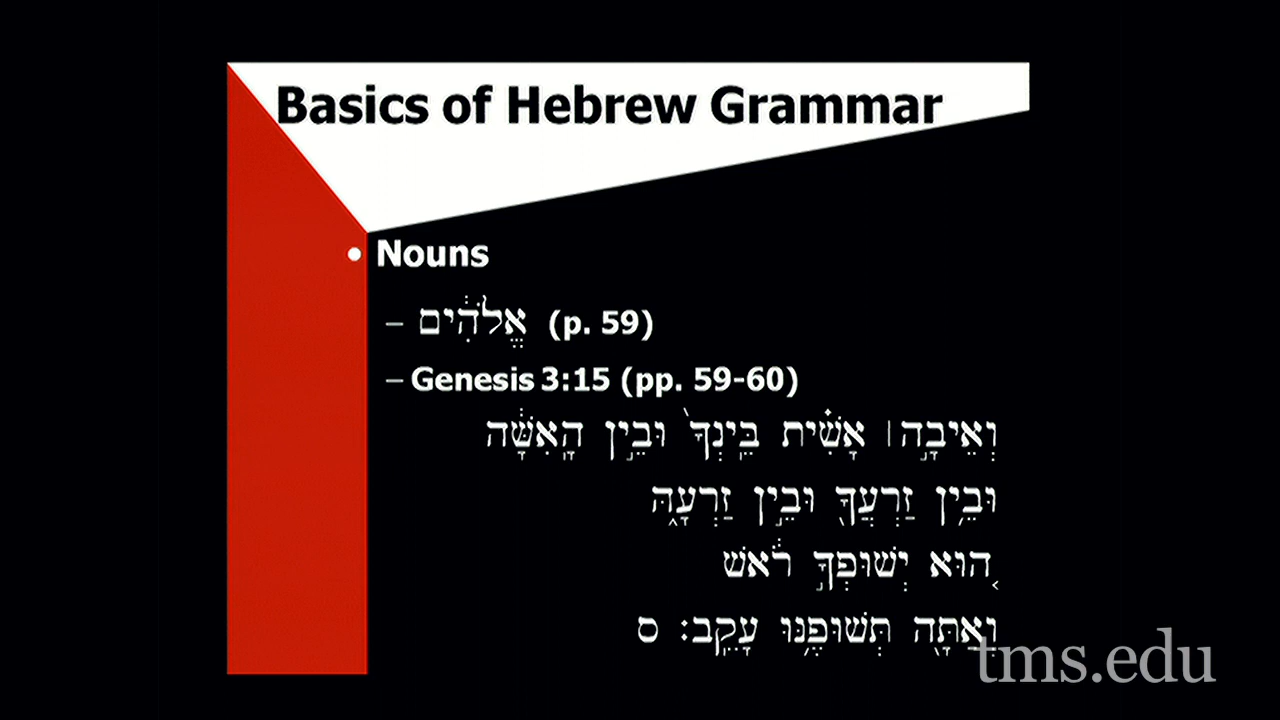 Basics of Hebrew Grammar
• Nouns
– אֱלֹהִ֔ים (p. 59)
– Genesis 3:15 (pp. 59-60)
וְאֵיבָ֣ה׀ אָשִׁ֗ית בֵּֽינְךָ֙ וּבֵ֣ין הָֽאִשָּׁ֔ה
וּבֵ֥ין זַרְעֲךָ֖ וּבֵ֣ין זַרְעָ֑הּ
ה֚וּא יְשׁוּפְךָ֣ רֹ֔אשׁ
וְאַתָּ֖ה תְּשׁוּפֶ֥נּוּ עָקֵֽב׃ ס
tms.edu